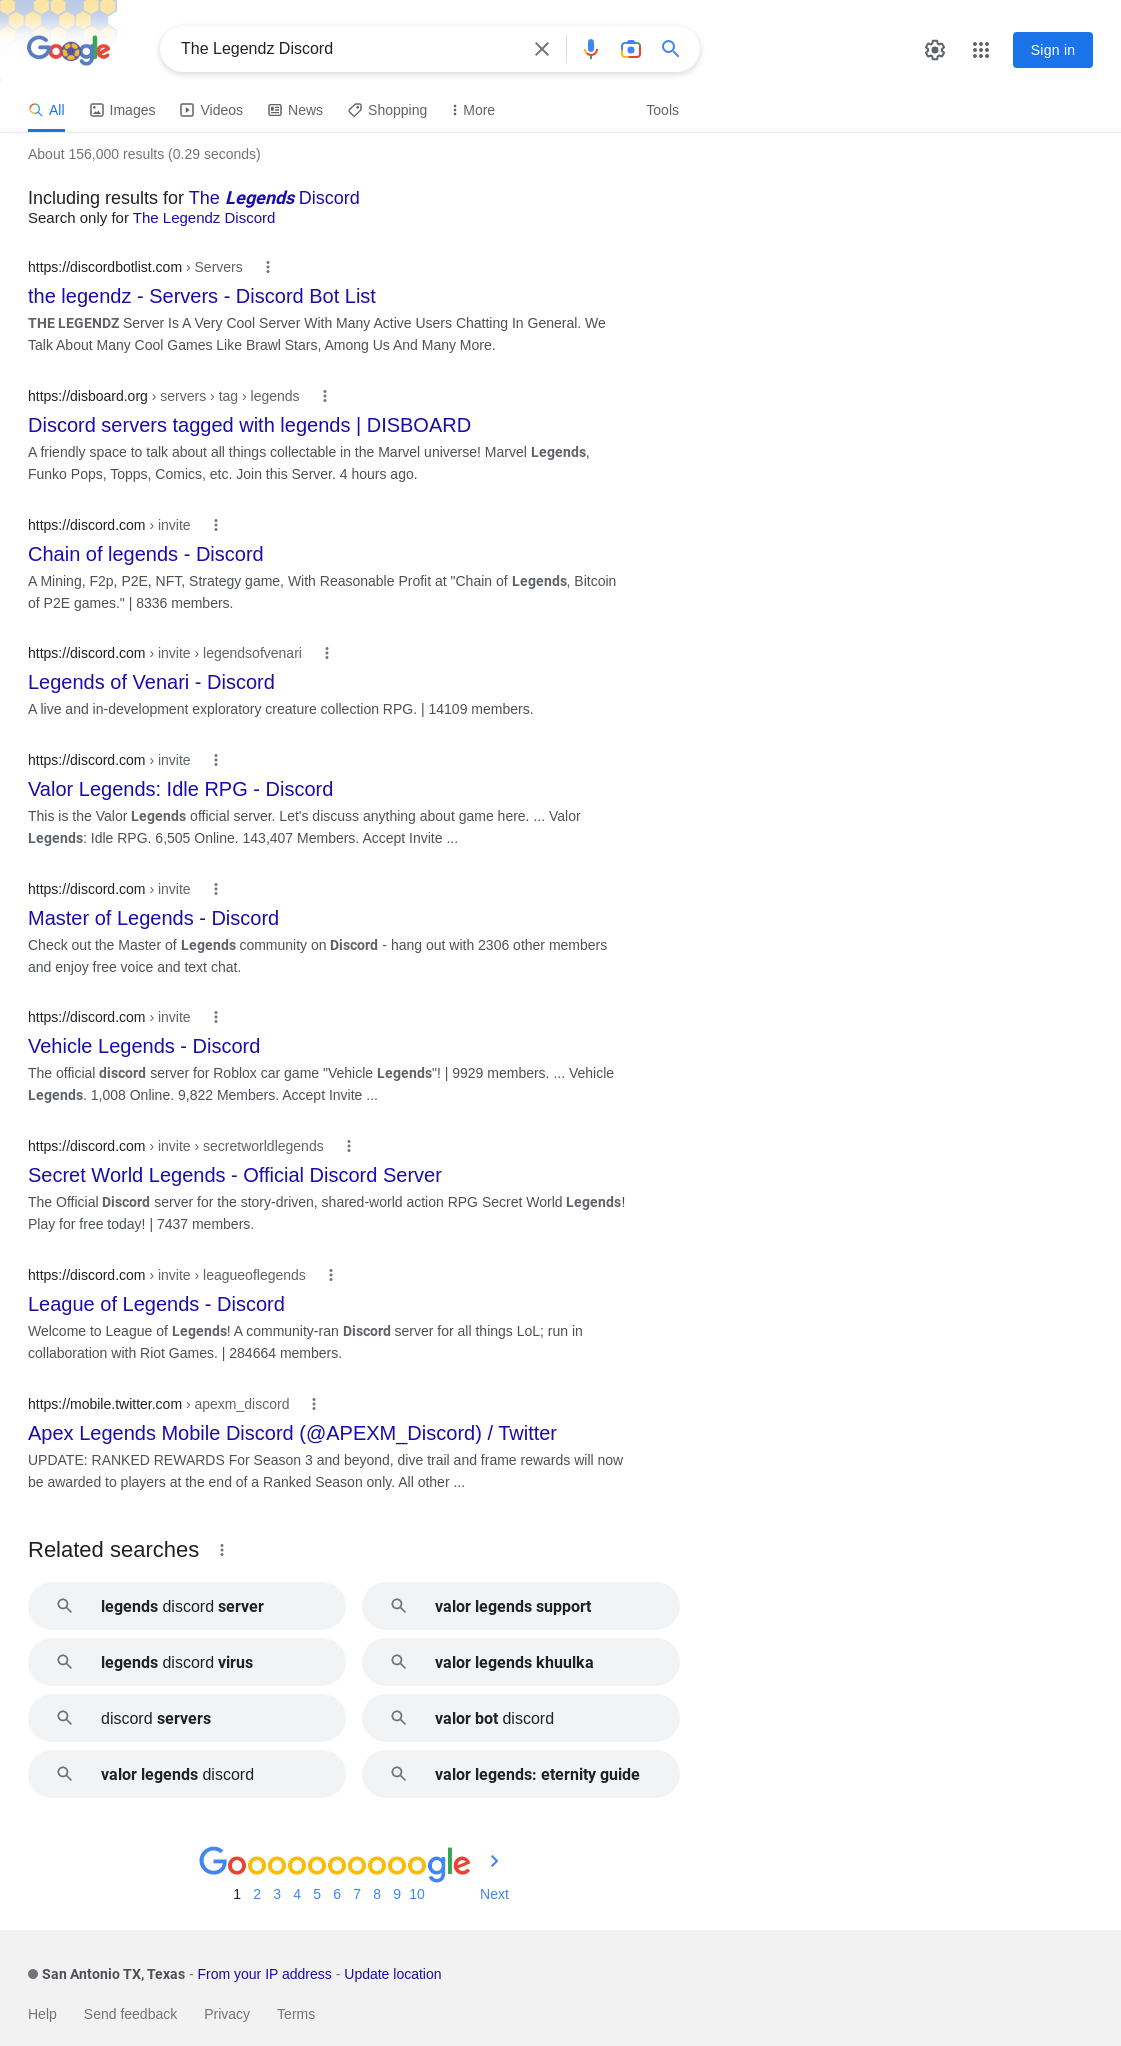 Google
The Legendz Discord
Sign in
All
Images
Videos
News
Shopping
More
Tools
About 156,000 results (0.29 seconds)
Including results for The Legends Discord
Search only for The Legendz Discord
https://discordbotlist.com › Servers
the legendz - Servers - Discord Bot List
THE LEGENDZ Server Is A Very Cool Server With Many Active Users Chatting In General. We
Talk About Many Cool Games Like Brawl Stars, Among Us And Many More.
https://disboard.org › servers › tag › legends
Discord servers tagged with legends | DISBOARD
A friendly space to talk about all things collectable in the Marvel universe! Marvel Legends,
Funko Pops, Topps, Comics, etc. Join this Server. 4 hours ago.
https://discord.com › invite
Chain of legends - Discord
A Mining, F2p, P2E, NFT, Strategy game, With Reasonable Profit at "Chain of Legends, Bitcoin
of P2E games." | 8336 members.
https://discord.com › invite › legendsofvenari
Legends of Venari - Discord
A live and in-development exploratory creature collection RPG. | 14109 members.
https://discord.com › invite
Valor Legends: Idle RPG - Discord
This is the Valor Legends official server. Let's discuss anything about game here. ... Valor
Legends: Idle RPG. 6,505 Online. 143,407 Members. Accept Invite ...
https://discord.com › invite
Master of Legends - Discord
Check out the Master of Legends community on Discord - hang out with 2306 other members
and enjoy free voice and text chat.
https://discord.com › invite
Vehicle Legends - Discord
The official discord server for Roblox car game "Vehicle Legends"! | 9929 members. ... Vehicle
Legends. 1,008 Online. 9,822 Members. Accept Invite ...
https://discord.com › invite › secretworldlegends
Secret World Legends - Official Discord Server
The Official Discord server for the story-driven, shared-world action RPG Secret World Legends!
Play for free today! | 7437 members.
https://discord.com › invite › leagueoflegends
League of Legends - Discord
Welcome to League of Legends! A community-ran Discord server for all things LoL; run in
collaboration with Riot Games. | 284664 members.
https://mobile.twitter.com › apexm_discord
Apex Legends Mobile Discord (@APEXM_Discord) / Twitter
UPDATE: RANKED REWARDS For Season 3 and beyond, dive trail and frame rewards will now
be awarded to players at the end of a Ranked Season only. All other ...
Related searches
legends discord server
valor legends support
legends discord virus
valor legends khuulka
discord servers
valor bot discord
valor legends discord
valor legends: eternity guide
Goooooooooogle
1 2 3 4 5 6 7 8 9 10 Next
San Antonio TX, Texas - From your IP address - Update location
Help Send feedback Privacy Terms